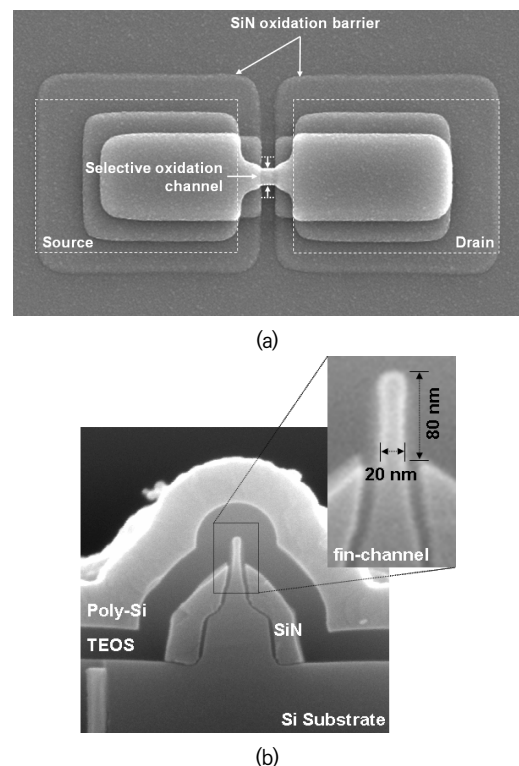 SiN oxidation barrier
Selective oxidation
channel
Source
Drain
(a)
80 nm
20 nm
fin-channel
Poly-Si
TEOS
SiN
Si Substrate
(b)